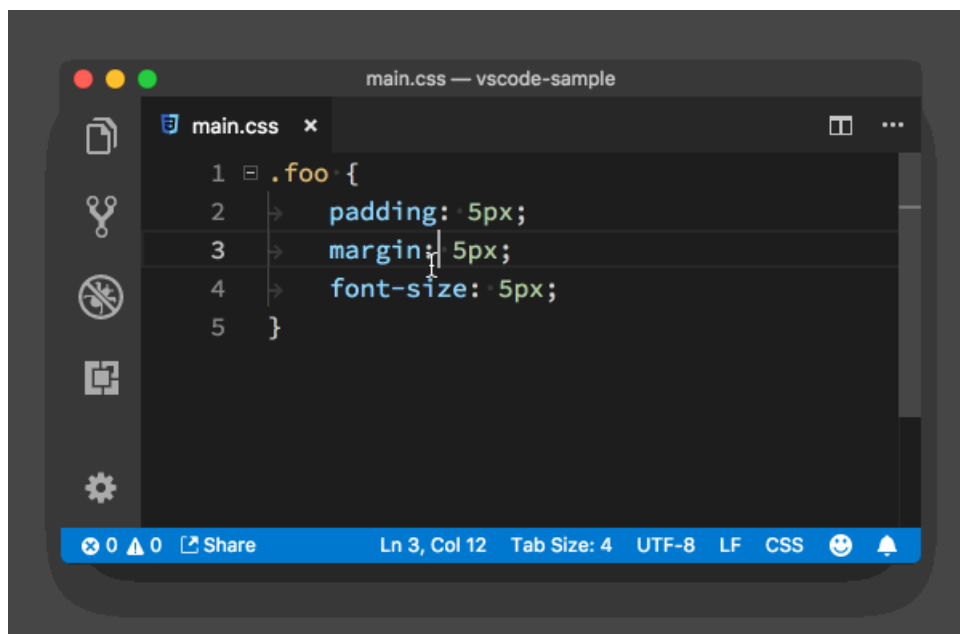 main.css — vscode-sample
main.css
1 .foo {
2 padding: 5px;
3 margin: 5px;
4 font-size: 5px;
5 }
0 0 Share Ln 3, Col 12 Tab Size: 4 UTF-8 LF CSS